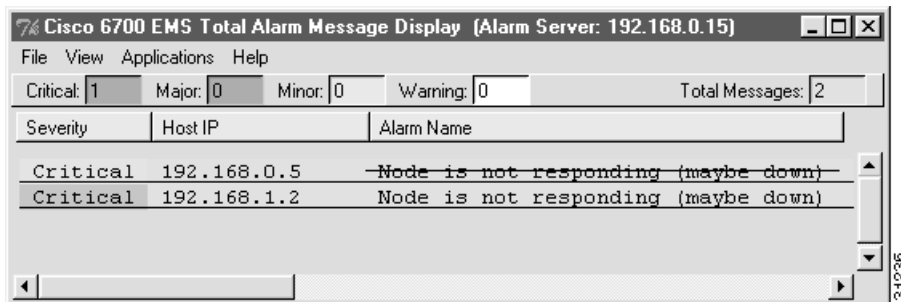 Cisco 6700 EMS Total Alarm Message Display (Alarm Server: 192.168.0.15)
File View Applications Help
Critical: 1 Major: 0 Minor: 0 Warning: 0 Total Messages: 2
Severity Host IP Alarm Name
Critical 192.168.0.5 Node is not responding (maybe down)
Critical 192.168.1.2 Node is not responding (maybe down)